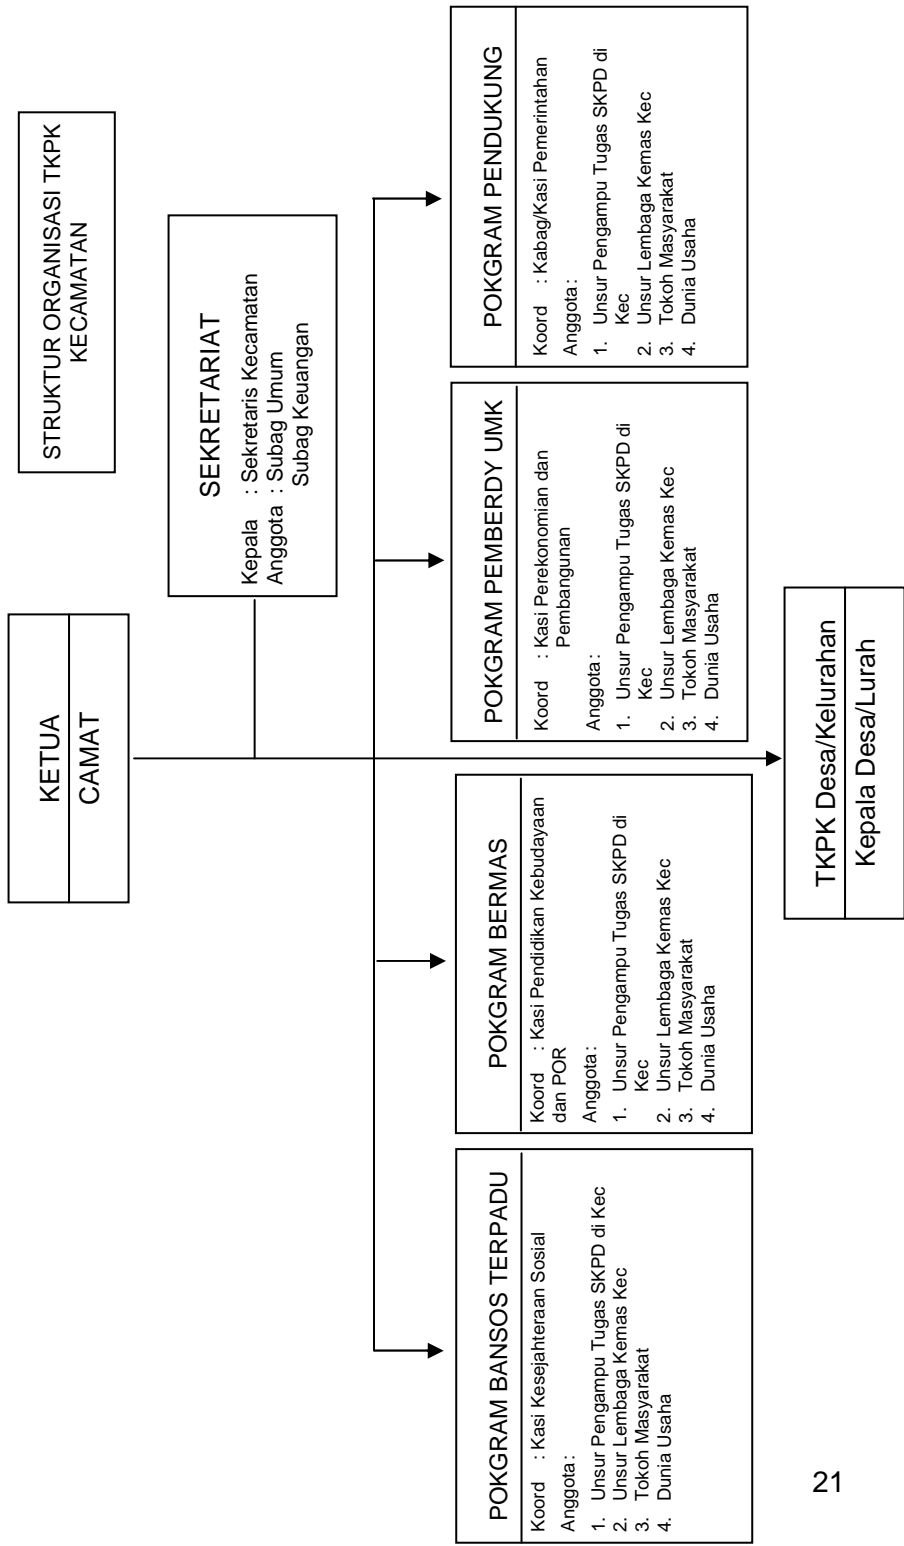 STRUKTUR ORGANISASI TKPK
KECAMATAN
KETUA
CAMAT
SEKRETARIAT
Kepala : Sekretaris Kecamatan
Anggota : Subag Umum
Subag Keuangan
POKGRAM BANSOS TERPADU
Koord : Kasi Kesejahteraan Sosial
Anggota:
1. Unsur Pengampu Tugas SKPD di Kec
2. Unsur Lembaga Kemas Kec
3. Tokoh Masyarakat
4. Dunia Usaha
POKGRAM BERMAS
Koord : Kasi Pendidikan Kebudayaan
dan POR
Anggota:
1. Unsur Pengampu Tugas SKPD di
Kec
2. Unsur Lembaga Kemas Kec
3. Tokoh Masyarakat
4. Dunia Usaha
POKGRAM PEMBERDY UMK
Koord : Kasi Perekonomian dan
Pembangunan
Anggota:
1. Unsur Pengampu Tugas SKPD di
Kec
2. Unsur Lembaga Kemas Kec
3. Tokoh Masyarakat
4. Dunia Usaha
POKGRAM PENDUKUNG
Koord : Kabag/Kasi Pemerintahan
Anggota:
1. Unsur Pengampu Tugas SKPD di
Kec
2. Unsur Lembaga Kemas Kec
3. Tokoh Masyarakat
4. Dunia Usaha
TKPK Desa/Kelurahan
Kepala Desa/Lurah
21